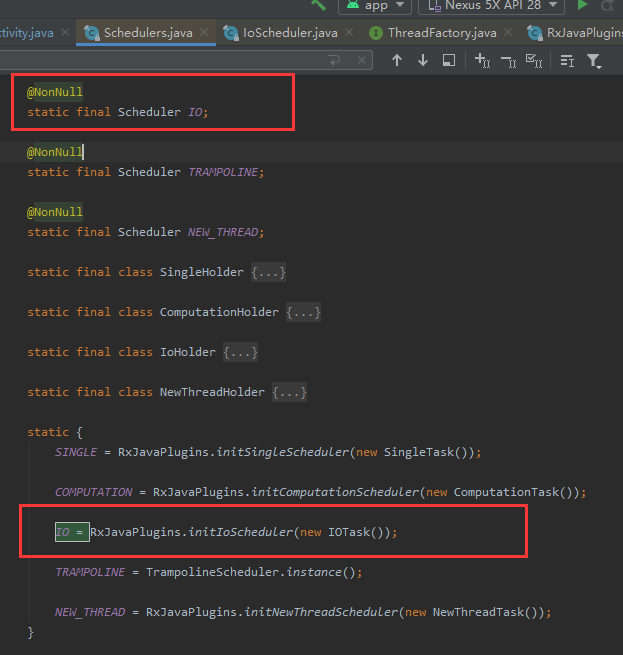 app
Nexus 5X API 28
ctivity.java
Schedulers.java
IoScheduler.java
ThreadFactory.java
RxJavaPlugins
@NonNull
static final Scheduler IO;
@NonNull
static final Scheduler TRAMPOLINE;
@NonNull
static final Scheduler NEW_THREAD;
static final class SingleHolder {...}
static final class ComputationHolder {...}
static final class IoHolder {...}
static final class NewThreadHolder {...}
static {
SINGLE = RxJavaPlugins.initSingleScheduler(new SingleTask());
COMPUTATION = RxJavaPlugins.initComputationScheduler(new ComputationTask());
IO = RxJavaPlugins.initIoScheduler(new IOTask());
TRAMPOLINE = TrampolineScheduler.instance();
NEW_THREAD = RxJavaPlugins.initNewThreadScheduler(new NewThreadTask());
}